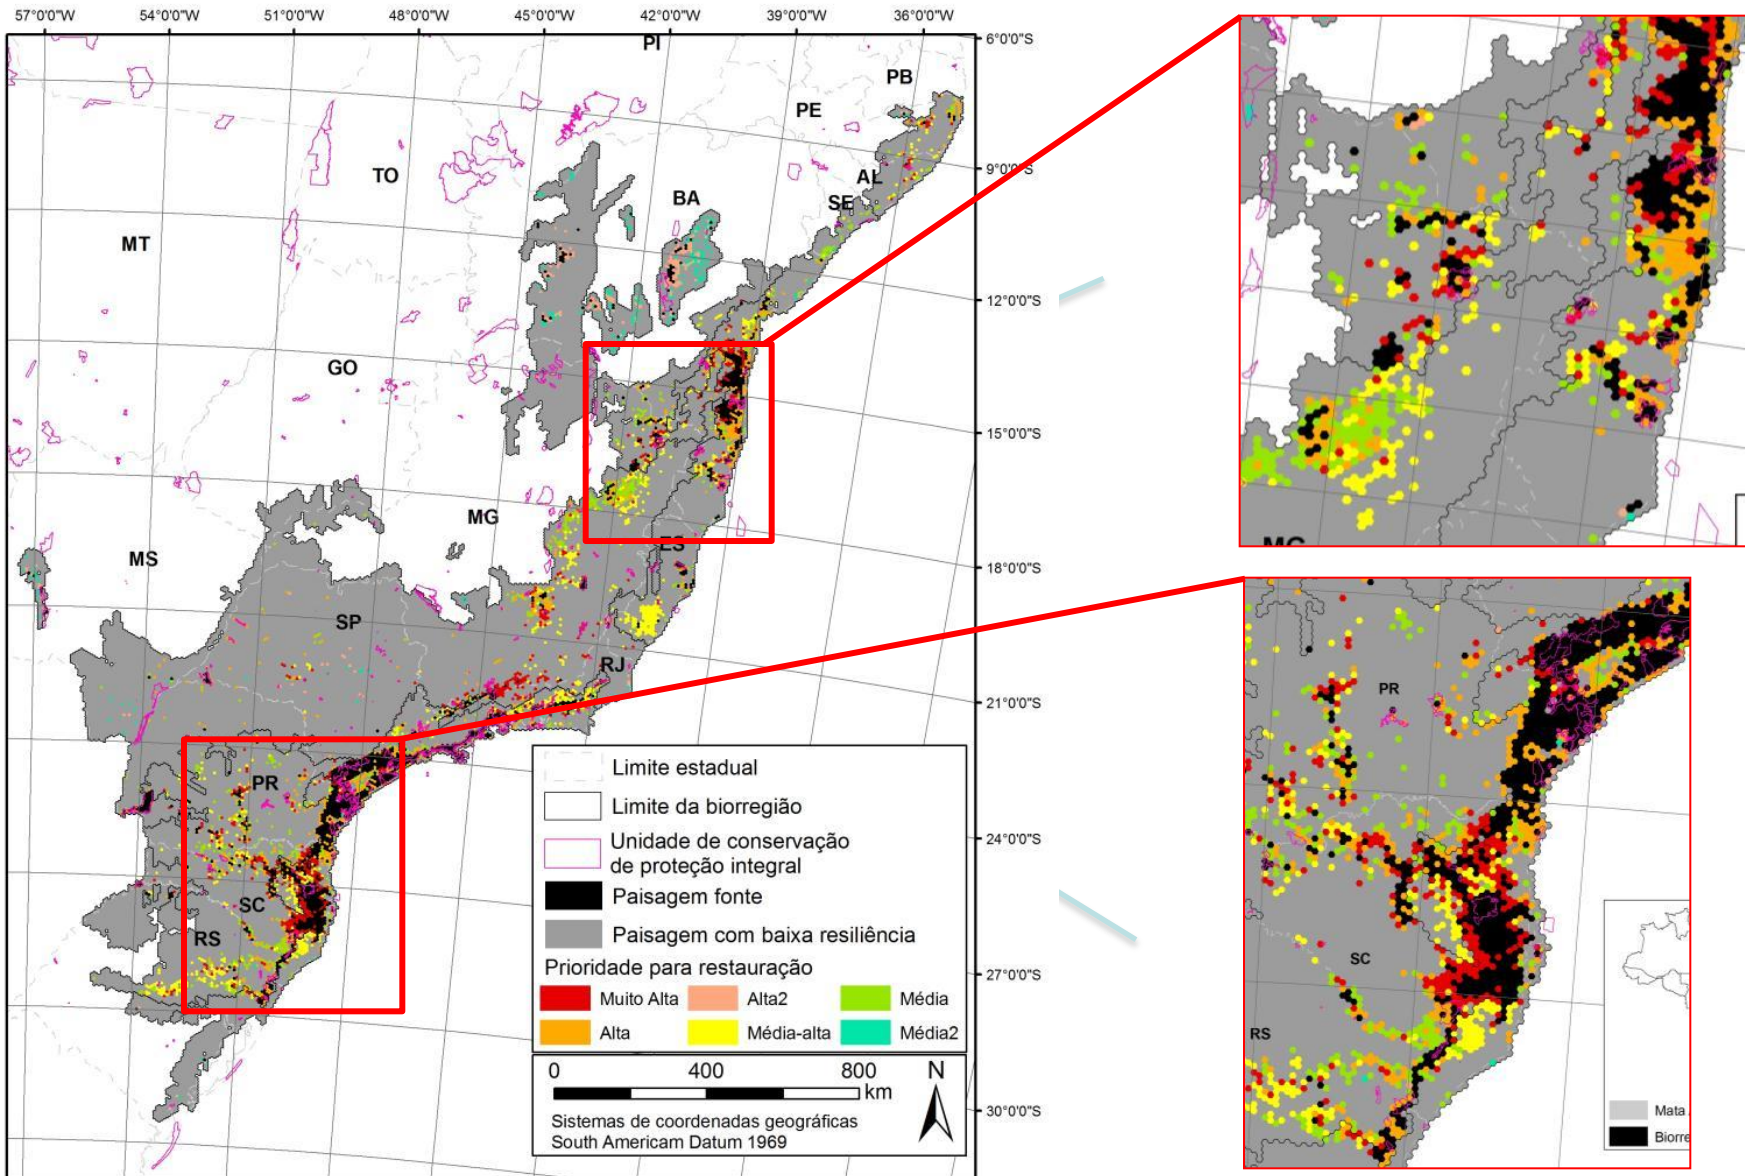 57°0'0"W 54°0'0"W 51°0'0"W 48°0'0"W 45°0'0"W 42°0'0"W 39°0'0"W 36°0'0"W
6°0'0"S
PI
PB
PE
9°0'0"S
TO
AL
BA
SE
MT
12°0'0"S
GO
15°0'0"S
MG
ES
MS
18°0'0"S
SP
RJ
21°0'0"S
PR
24°0'0"S
SC
RS
27°0'0"S
30°0'0"S
Limite estadual
Limite da biorregião
Unidade de conservação
de proteção integral
Paisagem fonte
Paisagem com baixa resiliência
Prioridade para restauração
Muito Alta Alta2 Média
Alta Média-alta Média2
0 400 800
km
N
Sistemas de coordenadas geográficas
South Americam Datum 1969
MG
PR
SC
RS
Mata
Biorre